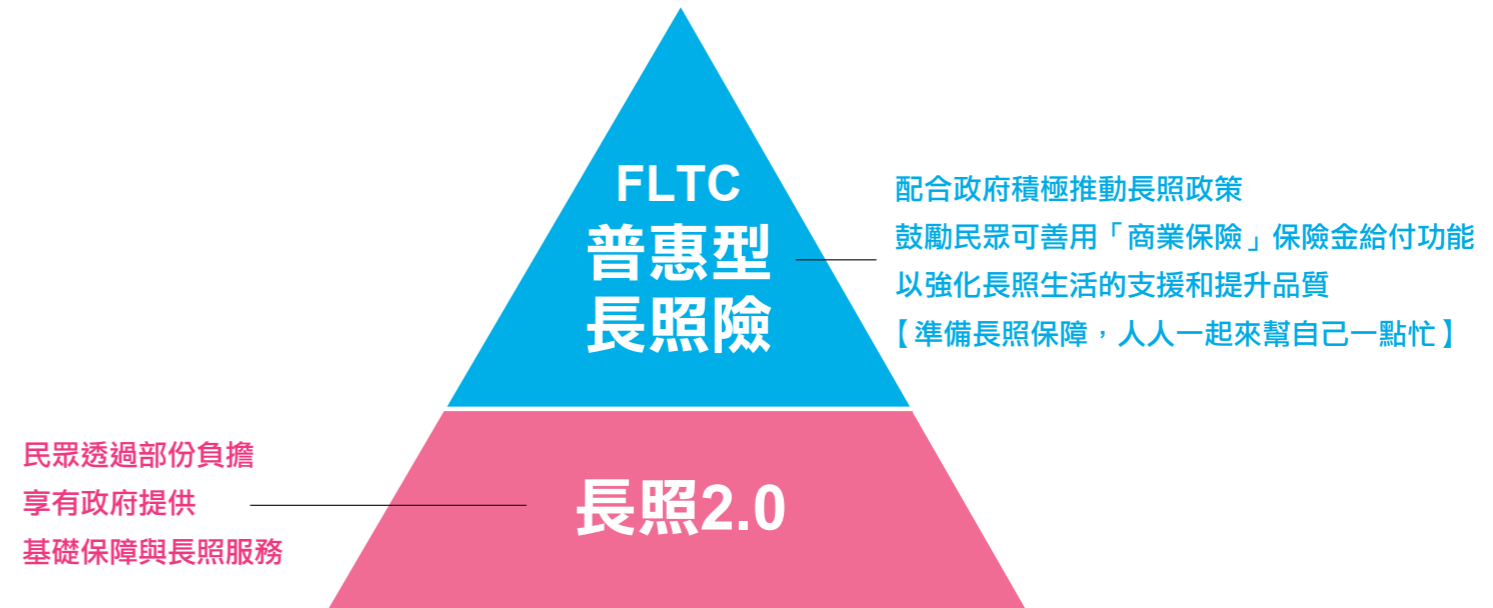 FLTC
普惠型
長照險
配合政府積極推動長照政策
鼓勵民眾可善用「商業保險」保險金給付功能
以強化長照生活的支援和提升品質
【準備長照保障，人人一起來幫自己一點忙】
民眾透過部份負擔
享有政府提供
基礎保障與長照服務
長照2.0